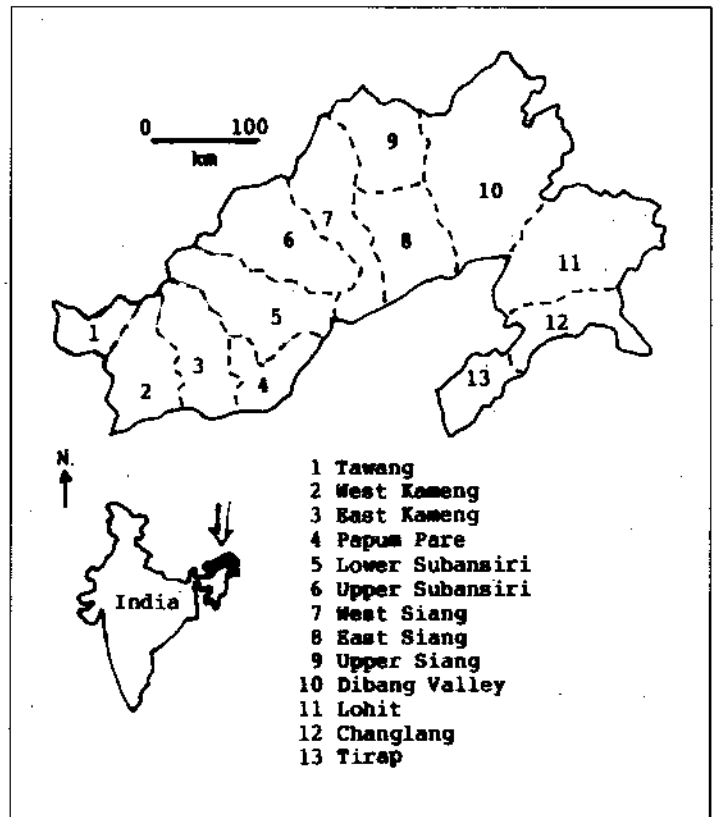 0 100
km
9
10
7
6
8
11
5
12
1
3
13
2
4
N.
India
1 Tawang
2 West Kameng
3 East Kameng
4 Papum Pare
5 Lower Subansiri
6 Upper Subansiri
7 West Siang
8 East Siang
9 Upper Siang
10 Dibang Valley
11 Lohit
12 Changlang
13 Tirap